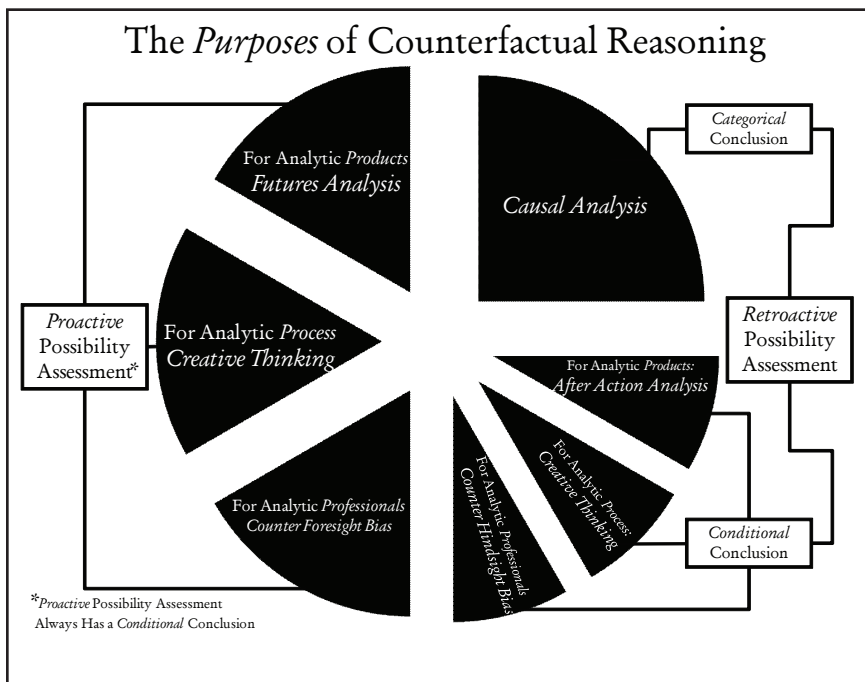 The Purposes of Counterfactual Reasoning
For Analytic Products
Futures Analysis
Categorical
Conclusion
Causal Analysis
Proactive
Possibility
Assessment*
For Analytic Process
Creative Thinking
Retroactive
Possibility
Assessment
For Analytic Products:
After Action Analysis
For Analytic Process:
Creative Thinking
For Analytic Professionals
Counter Hindsight Bias
For Analytic Professionals
Counter Foresight Bias
Conditional
Conclusion
*Proactive Possibility Assessment
Always Has a Conditional Conclusion